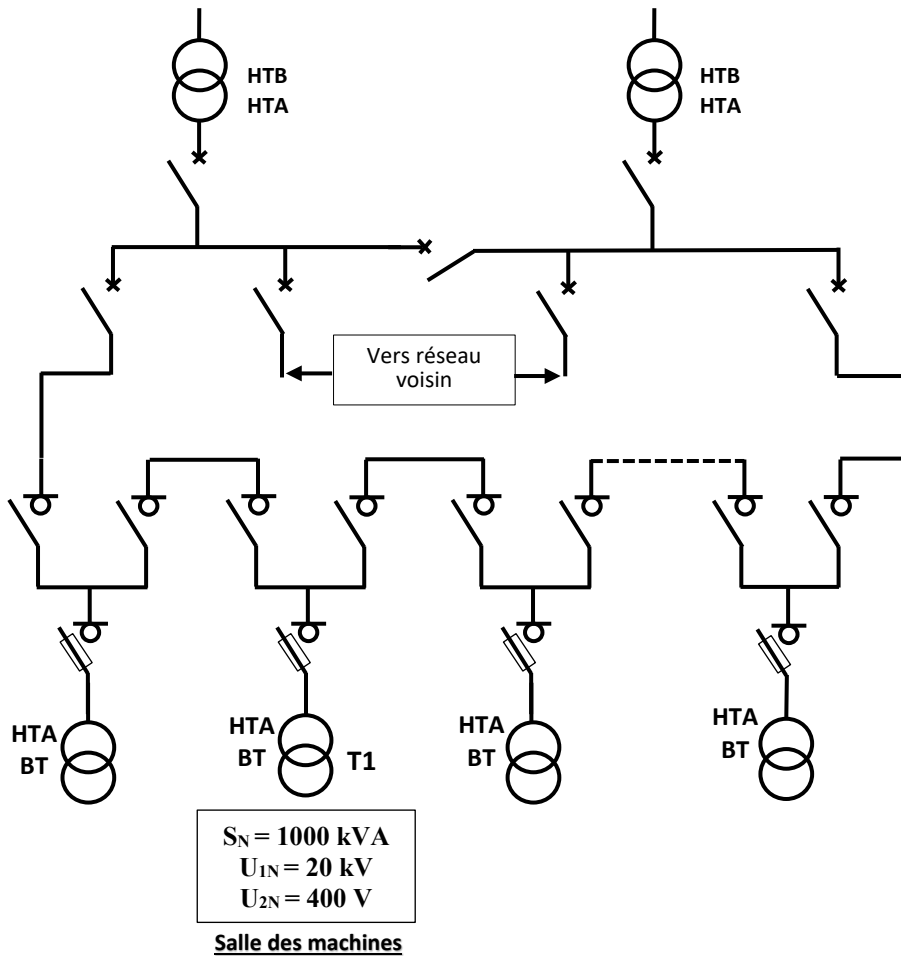 HTB
HTA
HTB
HTA
Vers réseau
voisin
HTA
BT
HTA
BT
T1
HTA
BT
HTA
BT
SN = 1000 kVA
U1N = 20 kV
U2N = 400 V
Salle des machines